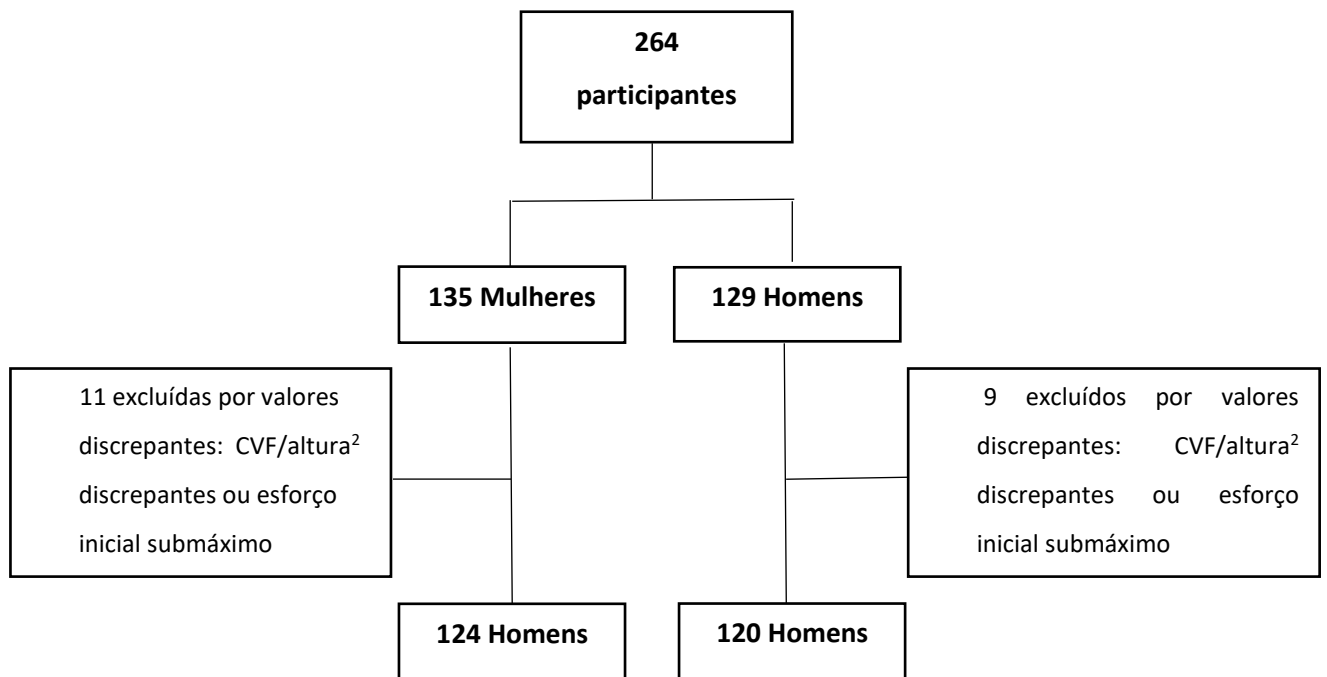 264
participantes
135 Mulheres
129 Homens
11 excluídas por valores
discrepantes: CVF/altura²
discrepantes ou esforço
inicial submáximo
9 excluídos por valores
discrepantes: CVF/altura²
discrepantes ou esforço
inicial submáximo
124 Homens
120 Homens